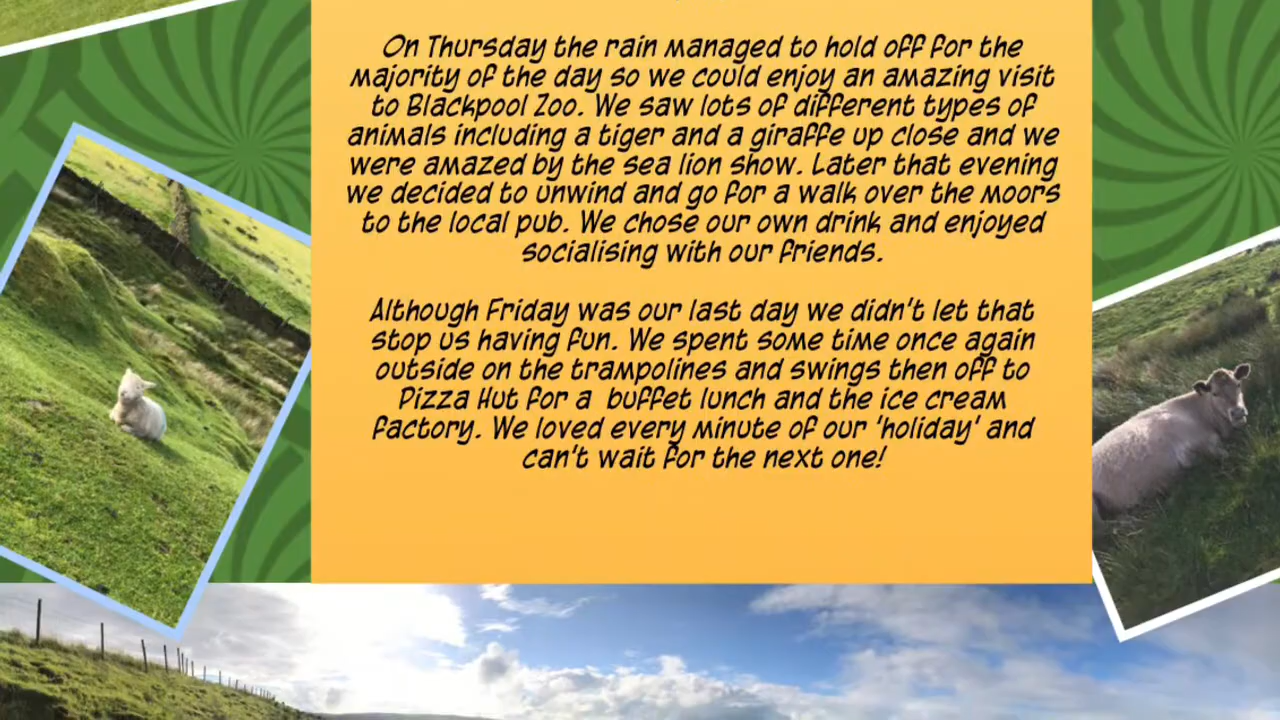 On Thursday the rain managed to hold off for the
majority of the day so we could enjoy an amazing visit
to Blackpool Zoo. We saw lots of different types of
animals including a tiger and a giraffe up close and we
were amazed by the sea lion show. Later that evening
we decided to unwind and go for a walk over the moors
to the local pub. We chose our own drink and enjoyed
socialising with our friends.
Although Friday was our last day we didn't let that
stop us having fun. We spent some time once again
outside on the trampolines and swings then off to
Pizza Hut for a buffet lunch and the ice cream
factory. We loved every minute of our 'holiday' and
can't wait for the next one!